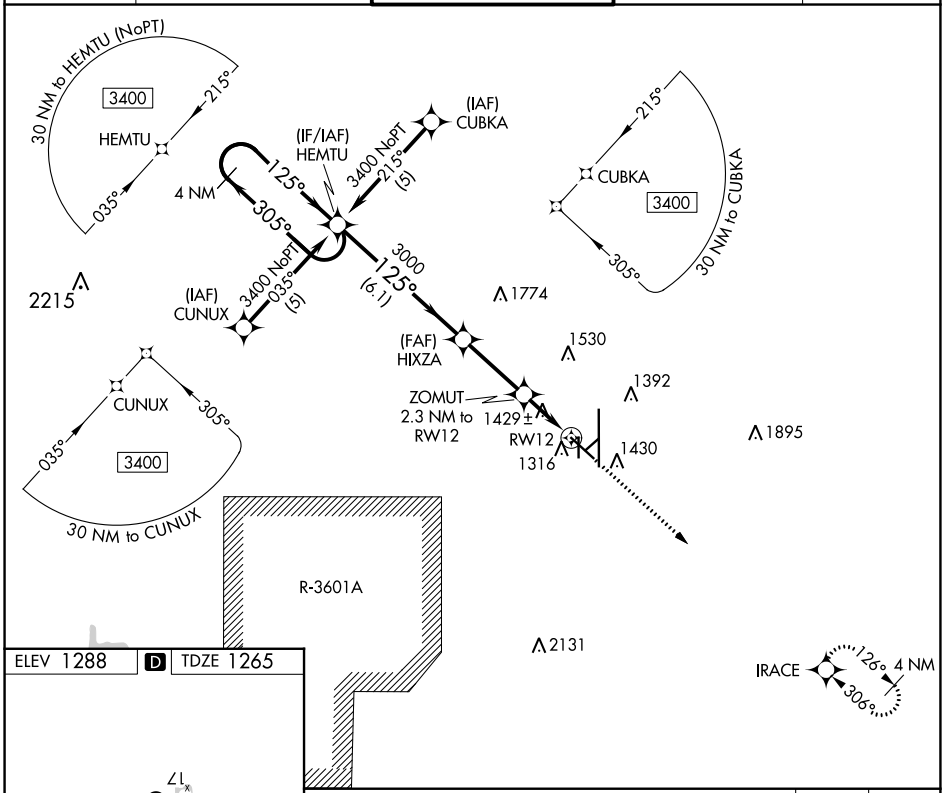 30 NM to HEMTU (NoPT)
3400
215°
HEMTU
035°
(IAF)
CUBKA
(IF/IAF)
HEMTU
3400 NoPT
215°
(5)
4 NM
125°
305°
3400 NoPT
035°
(5)
(IAF)
CUNUX
3000
125°
(6.1)
215°
CUBKA
3400
30 NM to CUBKA
305°
2215
1774
(FAF)
HIXZA
1530
1392
ZOMUT
2.3 NM to
RW12
1429 ±
RW12
1316
1430
1895
CUNUX
305°
035°
3400
30 NM to CUNUX
R-3601A
2131
IRACE
126°
4 NM
306°
ELEV 1288
D
TDZE 1265
17
x